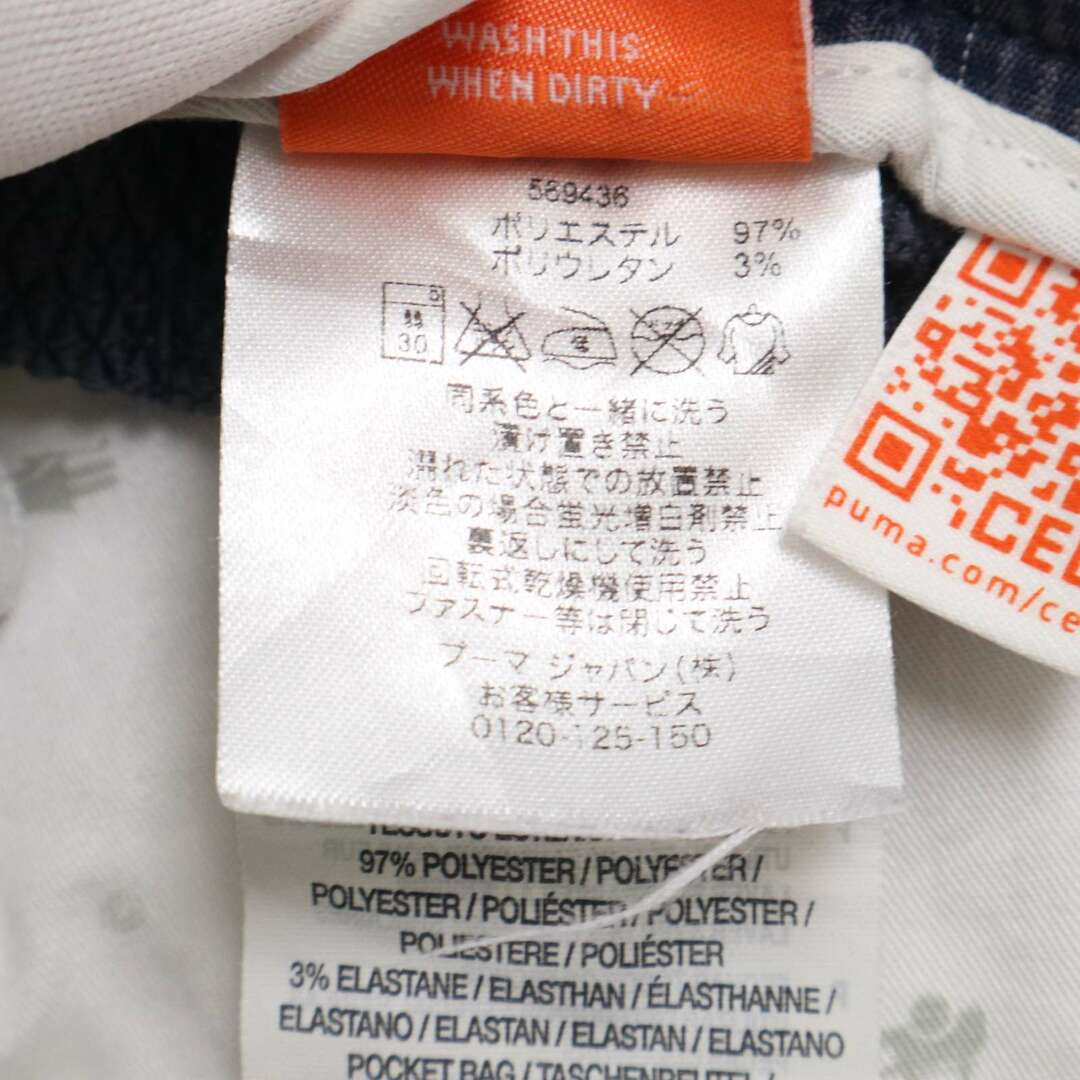 WASH THIS
WHEN DIRTY
569436
ポリエステル 97%
ポリウレタン 3%
30
同系色と一緒に洗う
漬け置き禁止
濡れた状態での放置禁止
淡色の場合蛍光増白剤禁止
裏返しにして洗う
回転式乾燥機使用禁止
ファスナー等は閉じて洗う
プーマ ジャパン(株)
お客様サービス
0120-125-150
puma.com/ce
97% POLYESTER / POLYESTER /
POLYESTER / POLIÉSTER / POLYESTER /
POLIESTERE / POLIÉSTER
3% ELASTANE / ELASTHAN / ÉLASTHANNE /
ELASTANO / ELASTAN / ELASTAN / ELASTANO
POCKET BAG / TASCHENBEUTEL /